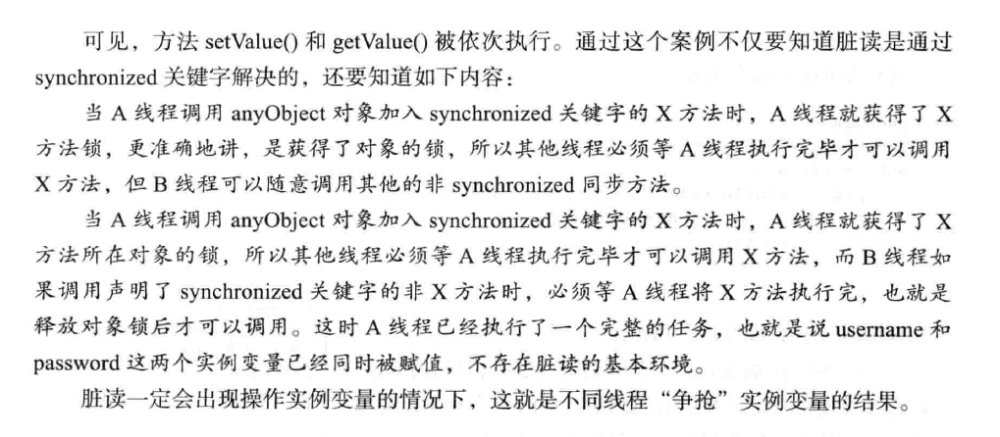 可见，方法 setValue() 和 getValue() 被依次执行。通过这个案例不仅要知道脏读是通过
synchronized 关键字解决的，还要知道如下内容：
当 A 线程调用 anyObject 对象加入 synchronized 关键字的 X 方法时，A 线程就获得了 X
方法锁，更准确地讲，是获得了对象的锁，所以其他线程必须等 A 线程执行完毕才可以调用
X 方法，但 B 线程可以随意调用其他的非 synchronized 同步方法。
当 A 线程调用 anyObject 对象加入 synchronized 关键字的 X 方法时，A 线程就获得了 X
方法所在对象的锁，所以其他线程必须等 A 线程执行完毕才可以调用 X 方法，而 B 线程如
果调用声明了 synchronized 关键字的非 X 方法时，必须等 A 线程将 X 方法执行完，也就是
释放对象锁后才可以调用。这时 A 线程已经执行了一个完整的任务，也就是说 username 和
password 这两个实例变量已经同时被赋值，不存在脏读的基本环境。
脏读一定会出现操作实例变量的情况下，这就是不同线程“争抢”实例变量的结果。